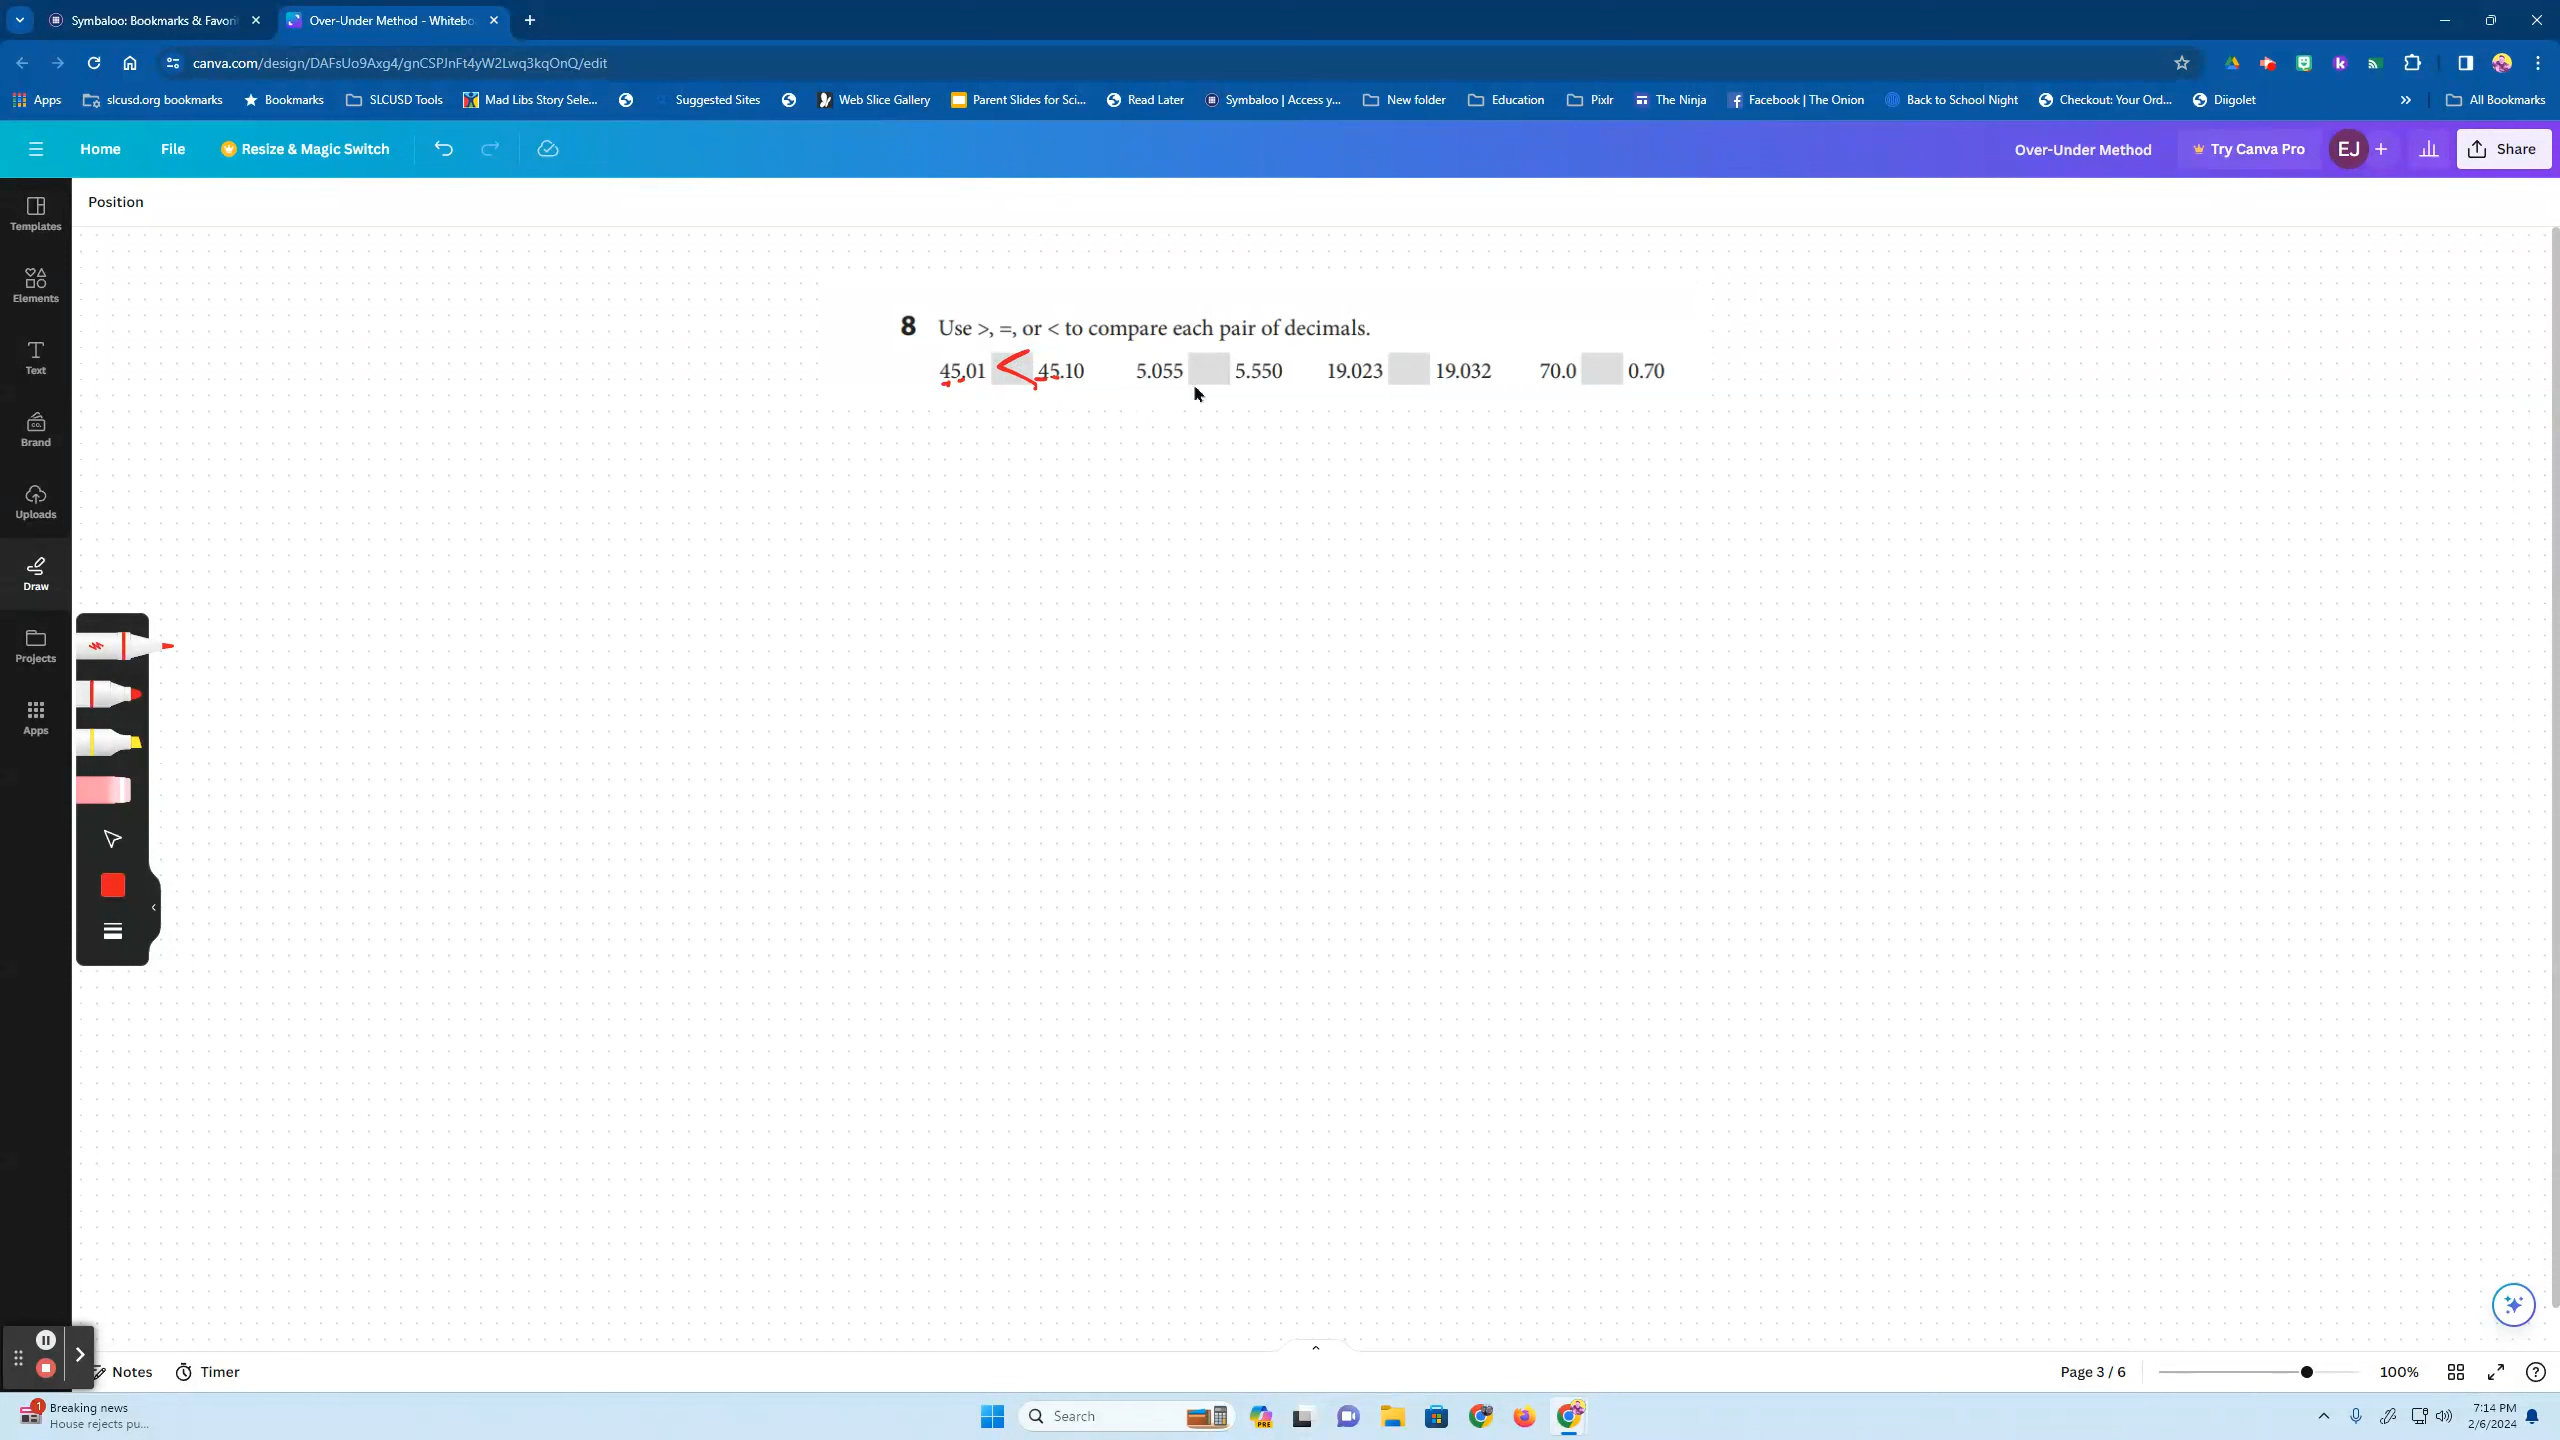 Symbaloo: Bookmarks & Favori
Over-Under Method - Whitebo
canva.com/design/DAFsUo9Axg4/gnCSPJnFt4yW2Lwq3kqOnQ/edit
Apps slcusd.org bookmarks Bookmarks SLCUSD Tools Mad Libs Story Sele... Suggested Sites Web Slice Gallery Parent Slides for Sci... Read Later Symbaloo | Access y... New folder Education Pixlr The Ninja Facebook | The Onion Back to School Night Checkout: Your Ord... Diigolet » All Bookmarks
Home File Resize & Magic Switch Over-Under Method Try Canva Pro EJ + Share
Position
Templates
Elements
Text
Brand
Uploads
Draw
Projects
Apps
8 Use >, =, or < to compare each pair of decimals.
45.01 < 45.10 5.055 5.550 19.023 19.032 70.0 0.70
Notes Timer Page 3 / 6 100%
1 Breaking news
House rejects pu...
Search
PRE
7:14 PM
2/6/2024